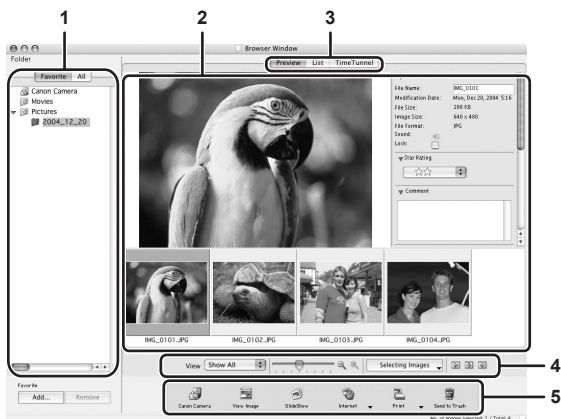 1
2
3
Browser Window
Folder
Preview List TimeTunnel
Favorite All
Canon Camera
Movies
Pictures
2004_12_20
File Name: IMG_0101
Modification Date: Mon, Dec 20, 2004 5:16
File Size: 200 KB
Image Size: 640 x 480
File Format: JPG
Sound:
Lock:
Star Rating
Comment
IMG_0101.JPG IMG_0102.JPG IMG_0103.JPG IMG_0104.JPG
View Show All Selecting Images
4
Favorite
Add... Remove
Canon Camera View Image SlideShow Internet Print Send to Trash
5